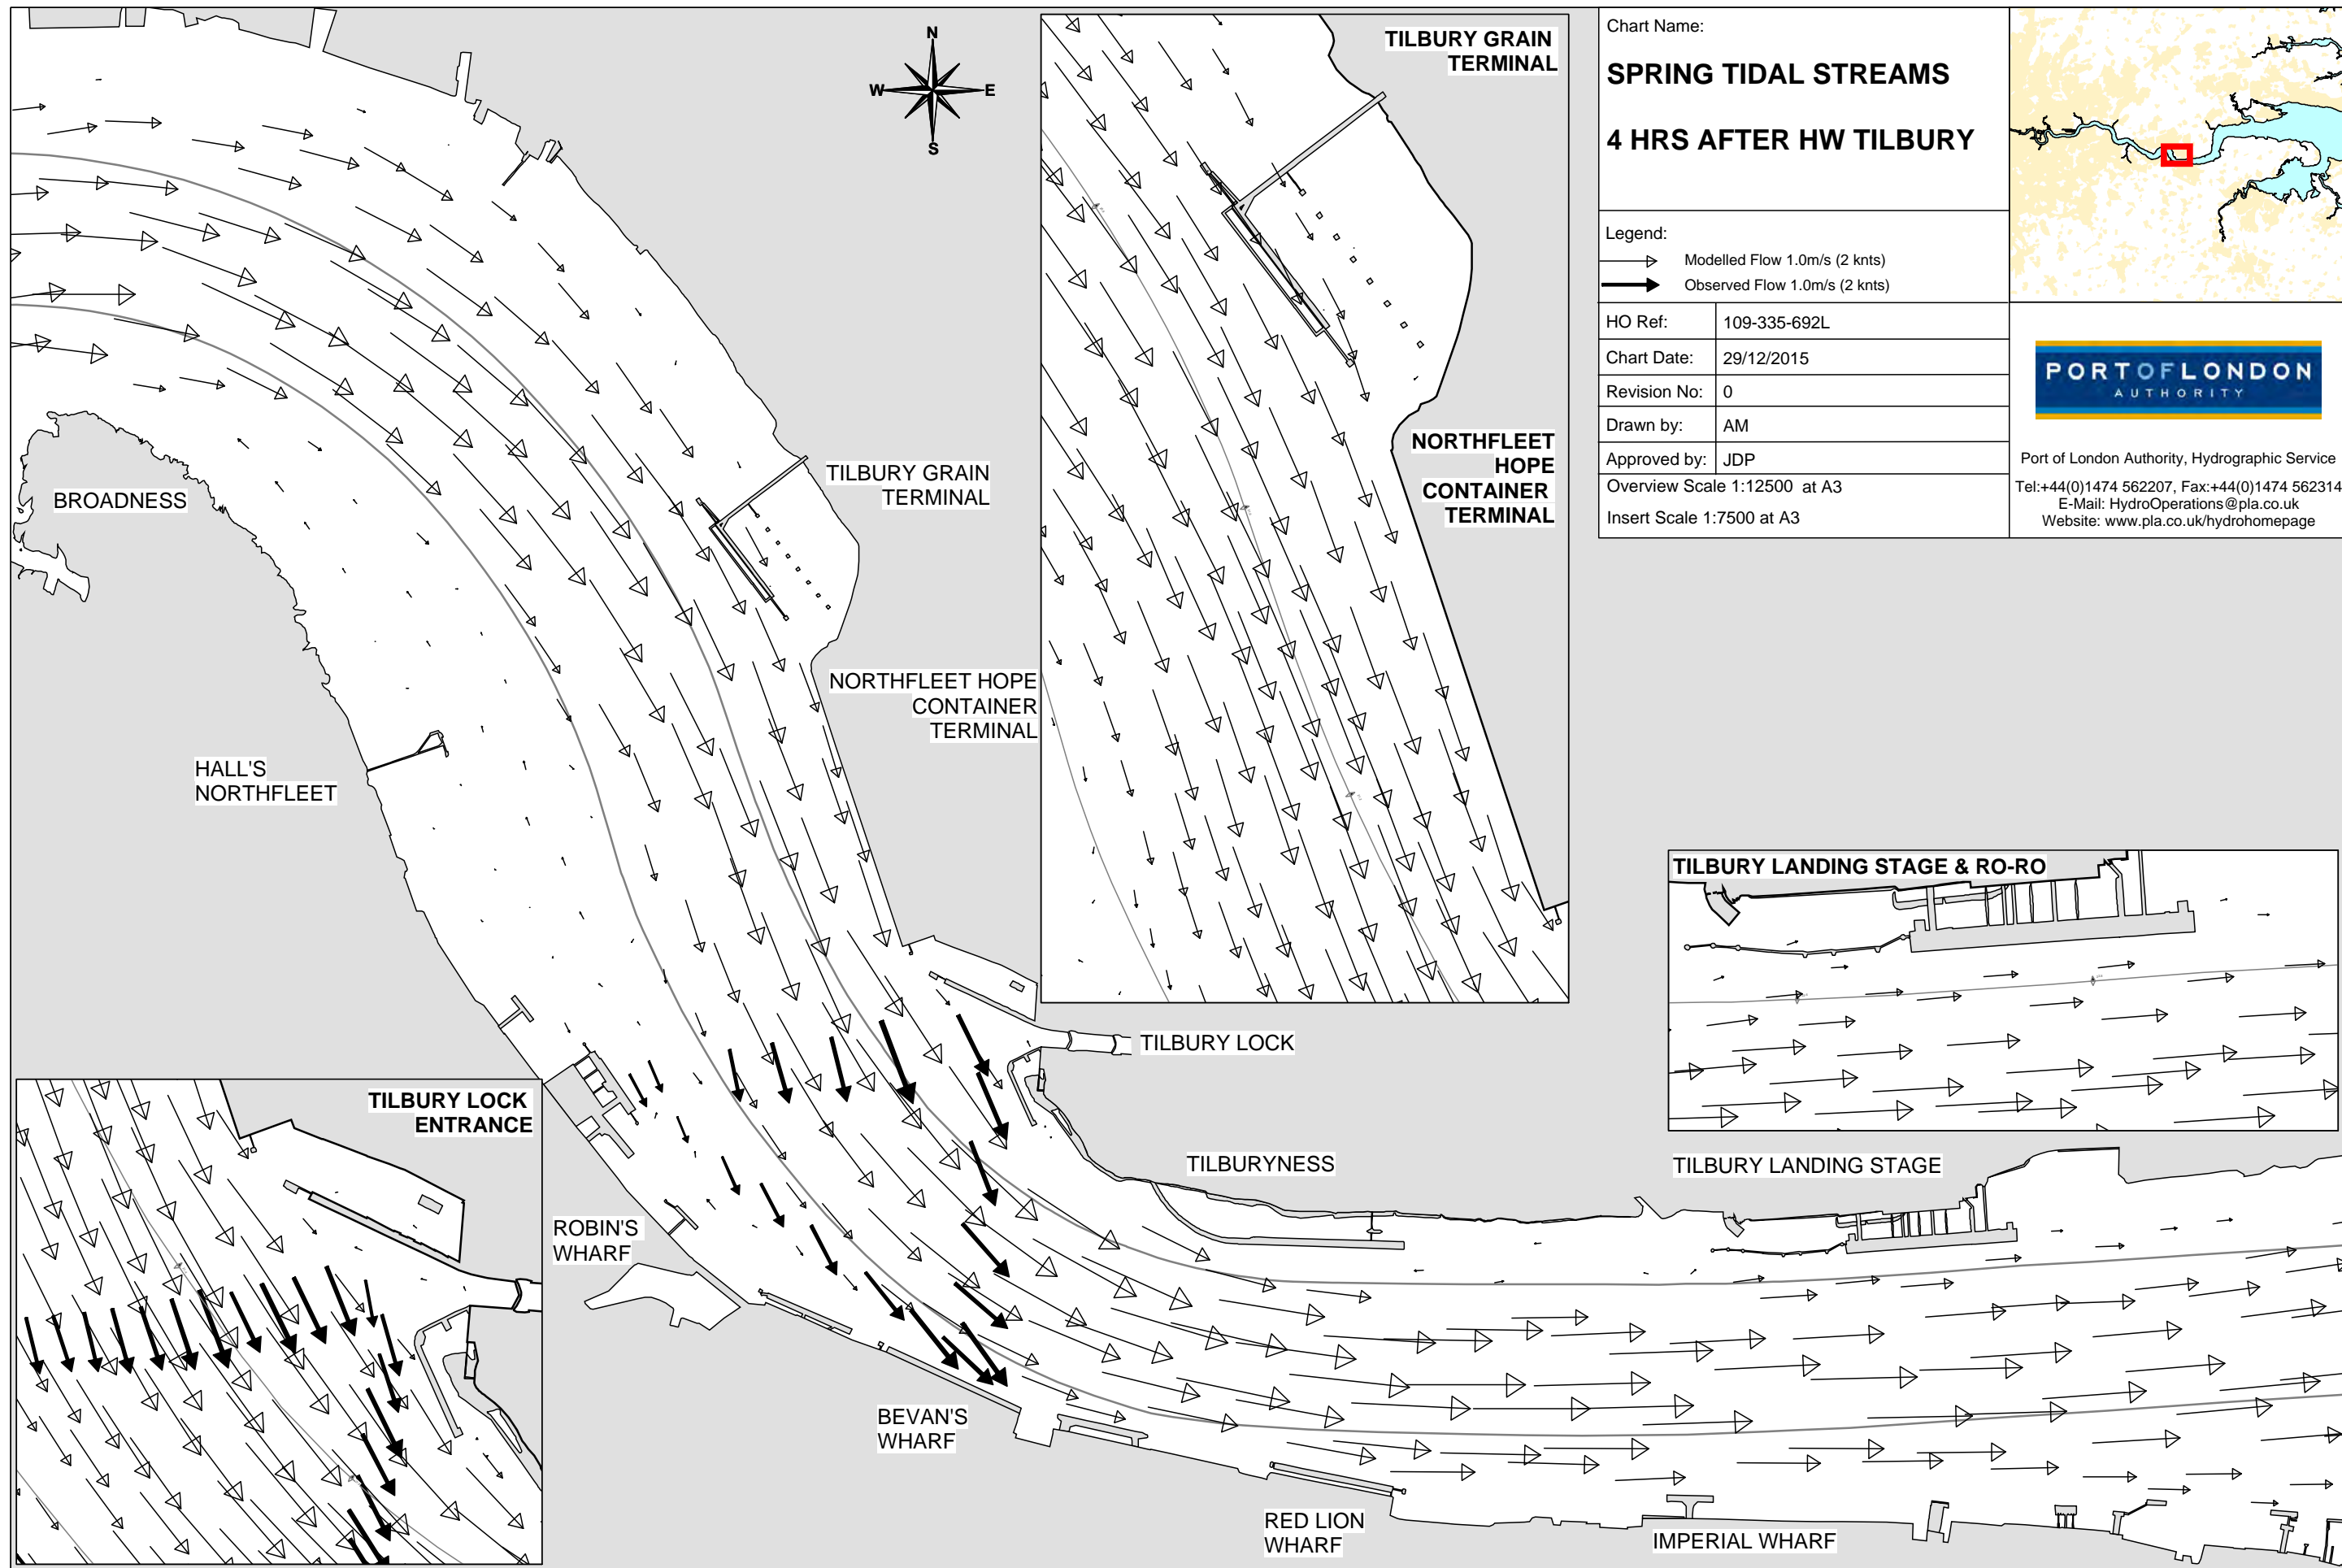 N
W
E
S
TILBURY GRAIN
TERMINAL
NORTHFLEET
HOPE
CONTAINER
TERMINAL
Chart Name:
SPRING TIDAL STREAMS
4 HRS AFTER HW TILBURY
Legend:
Modelled Flow 1.0m/s (2 knts)
Observed Flow 1.0m/s (2 knts)
HO Ref: 109-335-692L
Chart Date: 29/12/2015
Revision No: 0
Drawn by: AM
Approved by: JDP
Overview Scale 1:12500 at A3
Insert Scale 1:7500 at A3
PORTOFLONDON
AUTHORITY
Port of London Authority, Hydrographic Service
Tel:+44(0)1474 562207, Fax:+44(0)1474 562314
E-Mail: HydroOperations@pla.co.uk
Website: www.pla.co.uk/hydrohomepage
BROADNESS
TILBURY GRAIN
TERMINAL
NORTHFLEET HOPE
CONTAINER
TERMINAL
HALL'S
NORTHFLEET
TILBURY LOCK
TILBURY LANDING STAGE & RO-RO
TILBURY LOCK
ENTRANCE
TILBURYNESS
TILBURY LANDING STAGE
ROBIN'S
WHARF
BEVAN'S
WHARF
RED LION
WHARF
IMPERIAL WHARF